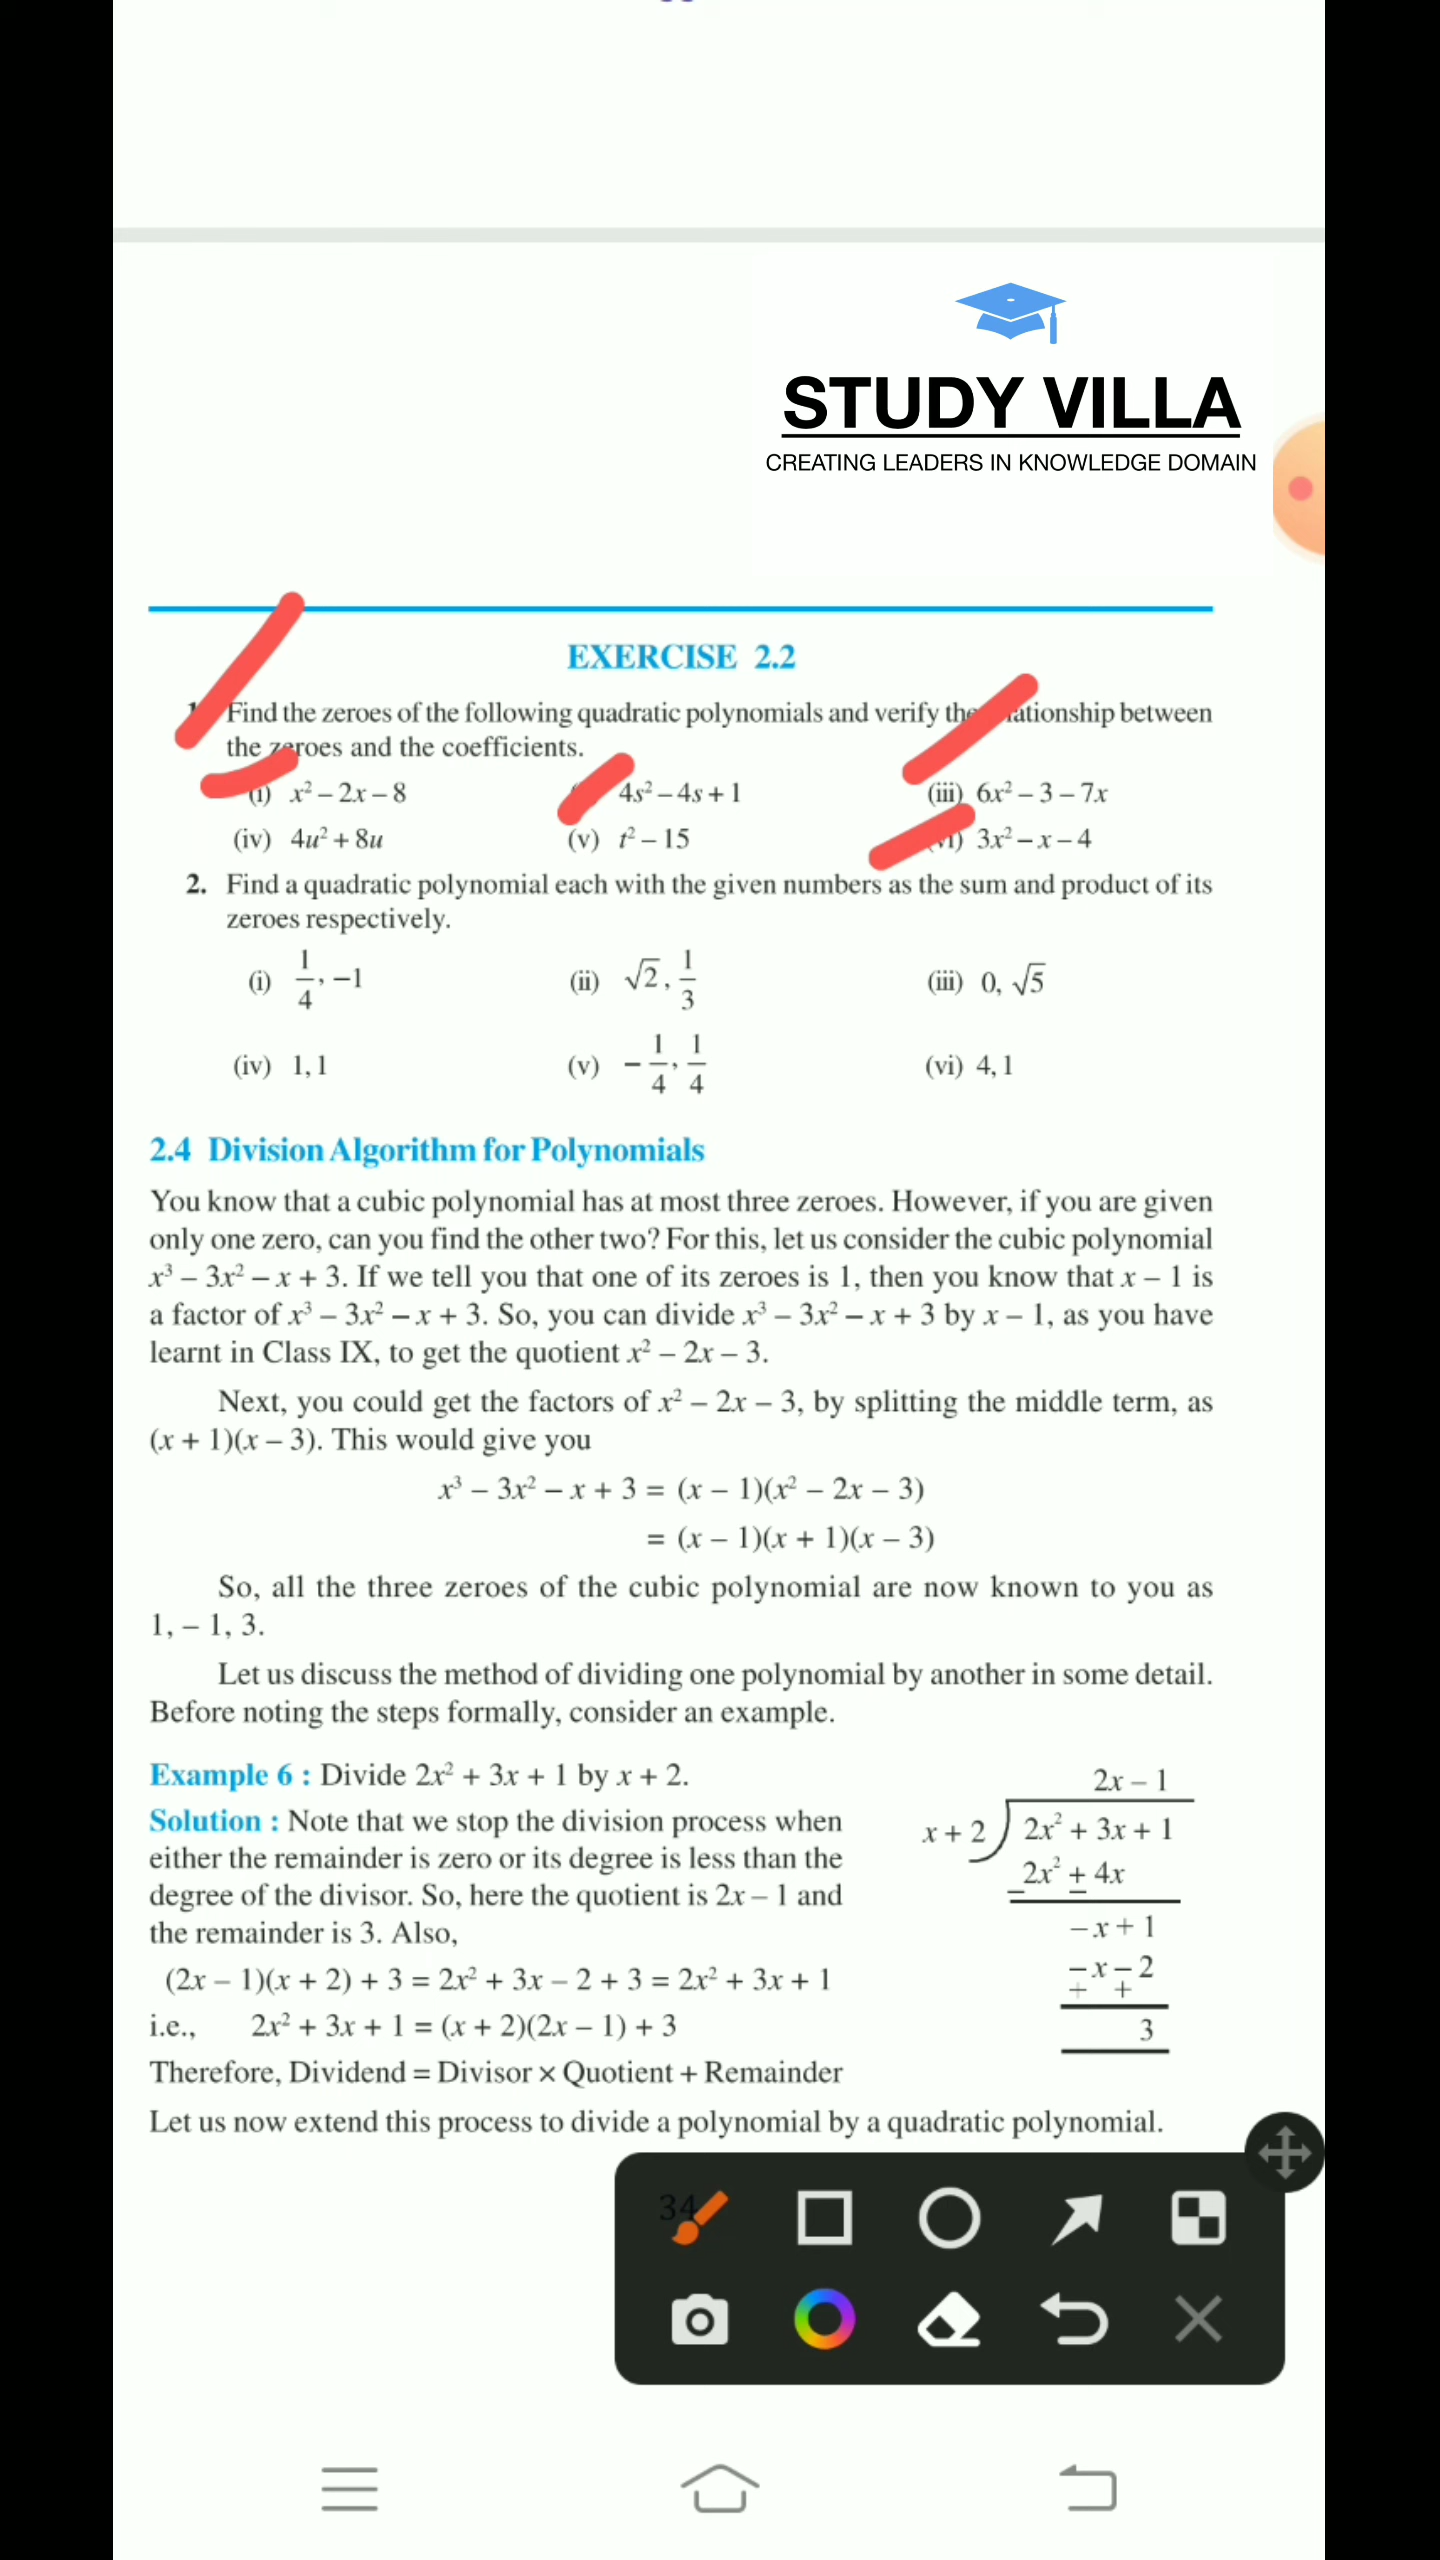 STUDY VILLA
CREATING LEADERS IN KNOWLEDGE DOMAIN
EXERCISE 2.2
Find the zeroes of the following quadratic polynomials and verify the ationship between
the zeroes and the coefficients.
(i) x² – 2x – 8 4s² – 4s + 1 (iii) 6x² – 3 – 7x
(iv) 4u² + 8u (v) t² – 15 3x² – x – 4
2. Find a quadratic polynomial each with the given numbers as the sum and product of its
zeroes respectively.
(i) 1/4, –1 (ii) √2, 1/3 (iii) 0, √5
(iv) 1, 1 (v) –1/4, 1/4 (vi) 4, 1
2.4 Division Algorithm for Polynomials
You know that a cubic polynomial has at most three zeroes. However, if you are given
only one zero, can you find the other two? For this, let us consider the cubic polynomial
x³ – 3x² – x + 3. If we tell you that one of its zeroes is 1, then you know that x – 1 is
a factor of x³ – 3x² – x + 3. So, you can divide x³ – 3x² – x + 3 by x – 1, as you have
learnt in Class IX, to get the quotient x² – 2x – 3.
Next, you could get the factors of x² – 2x – 3, by splitting the middle term, as
(x + 1)(x – 3). This would give you
x³ – 3x² – x + 3 = (x – 1)(x² – 2x – 3)
= (x – 1)(x + 1)(x – 3)
So, all the three zeroes of the cubic polynomial are now known to you as
1, – 1, 3.
Let us discuss the method of dividing one polynomial by another in some detail.
Before noting the steps formally, consider an example.
Example 6 : Divide 2x² + 3x + 1 by x + 2.
Solution : Note that we stop the division process when
either the remainder is zero or its degree is less than the
degree of the divisor. So, here the quotient is 2x – 1 and
the remainder is 3. Also,
(2x – 1)(x + 2) + 3 = 2x² + 3x – 2 + 3 = 2x² + 3x + 1
i.e., 2x² + 3x + 1 = (x + 2)(2x – 1) + 3
Therefore, Dividend = Divisor × Quotient + Remainder
2x – 1
x + 2 ) 2x² + 3x + 1
2x² + 4x
– –
– x + 1
– x – 2
+ +
3
Let us now extend this process to divide a polynomial by a quadratic polynomial.
34